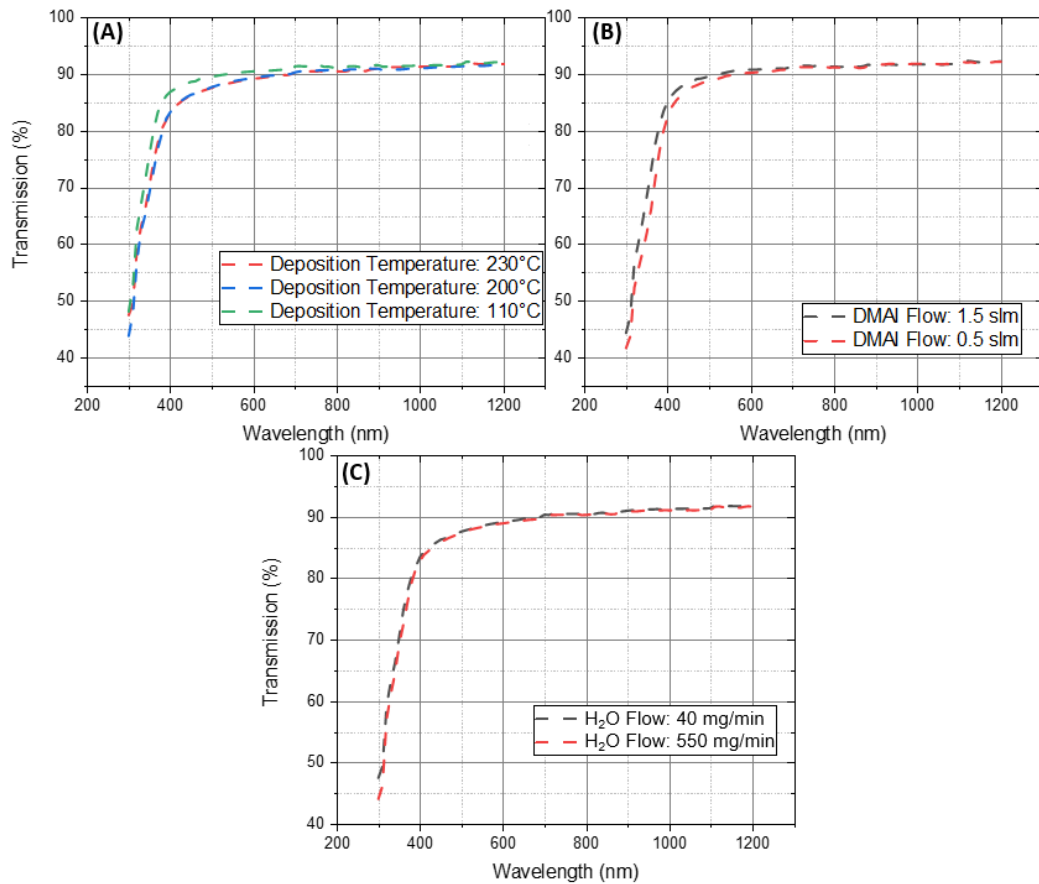 (A)
Transmission (%)
100
90
80
70
60
50
40
Deposition Temperature: 230°C
Deposition Temperature: 200°C
Deposition Temperature: 110°C
200 400 600 800 1000 1200
Wavelength (nm)
(B)
100
90
80
70
60
50
40
DMAI Flow: 1.5 slm
DMAI Flow: 0.5 slm
200 400 600 800 1000 1200
Wavelength (nm)
(C)
Transmission (%)
100
90
80
70
60
50
40
H₂O Flow: 40 mg/min
H₂O Flow: 550 mg/min
200 400 600 800 1000 1200
Wavelength (nm)